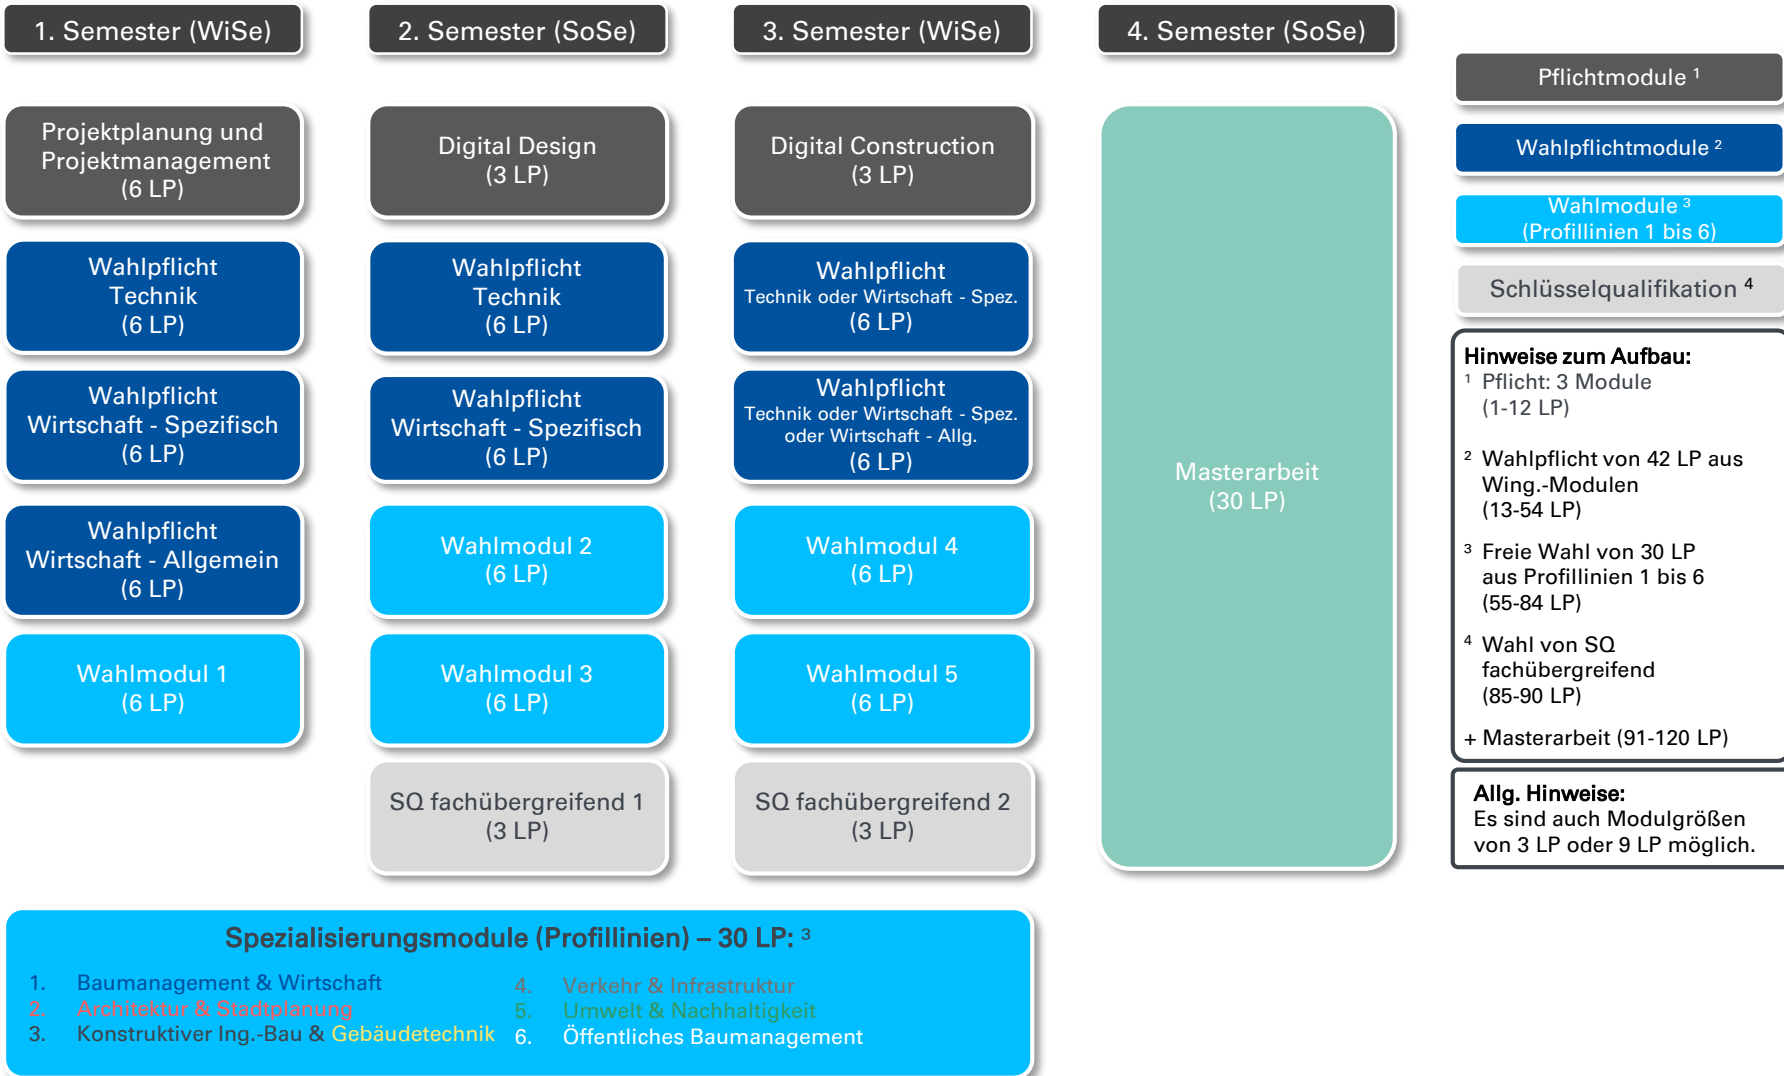 1. Semester (WiSe)
2. Semester (SoSe)
3. Semester (WiSe)
4. Semester (SoSe)
Projektplanung und
Projektmanagement
(6 LP)
Wahlpflicht
Technik
(6 LP)
Wahlpflicht
Wirtschaft - Spezifisch
(6 LP)
Wahlpflicht
Wirtschaft - Allgemein
(6 LP)
Wahlmodul 1
(6 LP)
Digital Design
(3 LP)
Wahlpflicht
Technik
(6 LP)
Wahlpflicht
Wirtschaft - Spezifisch
(6 LP)
Wahlmodul 2
(6 LP)
Wahlmodul 3
(6 LP)
SQ fachübergreifend 1
(3 LP)
Digital Construction
(3 LP)
Wahlpflicht
Technik oder Wirtschaft - Spez.
(6 LP)
Wahlpflicht
Technik oder Wirtschaft - Spez.
oder Wirtschaft - Allg.
(6 LP)
Wahlmodul 4
(6 LP)
Wahlmodul 5
(6 LP)
SQ fachübergreifend 2
(3 LP)
Masterarbeit
(30 LP)
Pflichtmodule ¹
Wahlpflichtmodule ²
Wahlmodule ³
(Profillinien 1 bis 6)
Schlüsselqualifikation ⁴
Hinweise zum Aufbau:
¹ Pflicht: 3 Module
(1-12 LP)
² Wahlpflicht von 42 LP aus
Wing.-Modulen
(13-54 LP)
³ Freie Wahl von 30 LP
aus Profillinien 1 bis 6
(55-84 LP)
⁴ Wahl von SQ
fachübergreifend
(85-90 LP)
+ Masterarbeit (91-120 LP)
Allg. Hinweise:
Es sind auch Modulgrößen
von 3 LP oder 9 LP möglich.
Spezialisierungsmodule (Profillinien) – 30 LP: ³
1. Baumanagement & Wirtschaft
2. Architektur & Stadtplanung
3. Konstruktiver Ing.-Bau & Gebäudetechnik
4. Verkehr & Infrastruktur
5. Umwelt & Nachhaltigkeit
6. Öffentliches Baumanagement